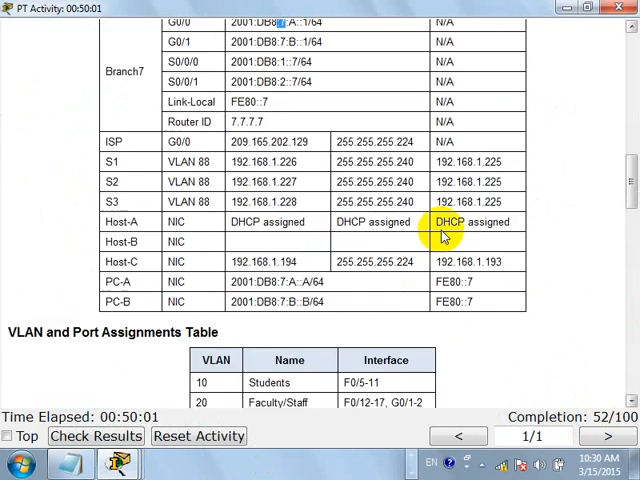 PT Activity: 00:50:01
G0/0 2001:DB8:7:A::1/64 N/A
G0/1 2001:DB8:7:B::1/64 N/A
Branch7 S0/0/0 2001:DB8:1::7/64 N/A
S0/0/1 2001:DB8:2::7/64 N/A
Link-Local FE80::7 N/A
Router ID 7.7.7.7 N/A
ISP G0/0 209.165.202.129 255.255.255.224 N/A
S1 VLAN 88 192.168.1.226 255.255.255.240 192.168.1.225
S2 VLAN 88 192.168.1.227 255.255.255.240 192.168.1.225
S3 VLAN 88 192.168.1.228 255.255.255.240 192.168.1.225
Host-A NIC DHCP assigned DHCP assigned DHCP assigned
Host-B NIC
Host-C NIC 192.168.1.194 255.255.255.224 192.168.1.193
PC-A NIC 2001:DB8:7:A::A/64 FE80::7
PC-B NIC 2001:DB8:7:B::B/64 FE80::7
VLAN and Port Assignments Table
VLAN Name Interface
10 Students F0/5-11
20 Faculty/Staff F0/12-17, G0/1-2
Time Elapsed: 00:50:01 Completion: 52/100
Top Check Results Reset Activity < 1/1 >
EN 10:30 AM
3/15/2015